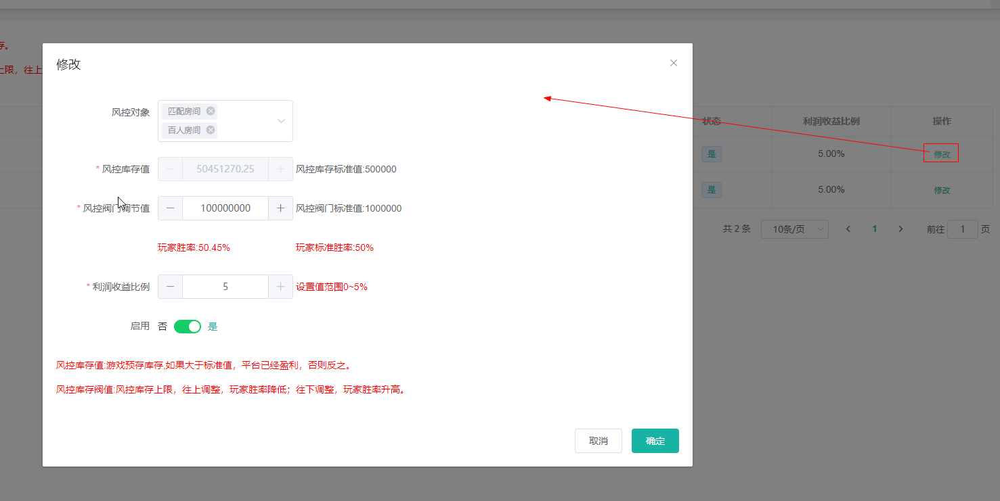 存。
上限，往上
修改
风控对象
匹配房间
百人房间
* 风控库存值 50451270.25 风控库存标准值:500000
* 风控阀门调节值 100000000 风控阀门标准值:1000000
玩家胜率:50.45% 玩家标准胜率:50%
* 利润收益比例 5 设置值范围0~5%
启用 否 是
风控库存值:游戏预存库存,如果大于标准值，平台已经盈利，否则反之。
风控库存阀值:风控库存上限，往上调整，玩家胜率降低；往下调整，玩家胜率升高。
取消 确定
状态 利润收益比例 操作
是 5.00% 修改
是 5.00% 修改
共 2 条 10条/页 1 前往 1 页